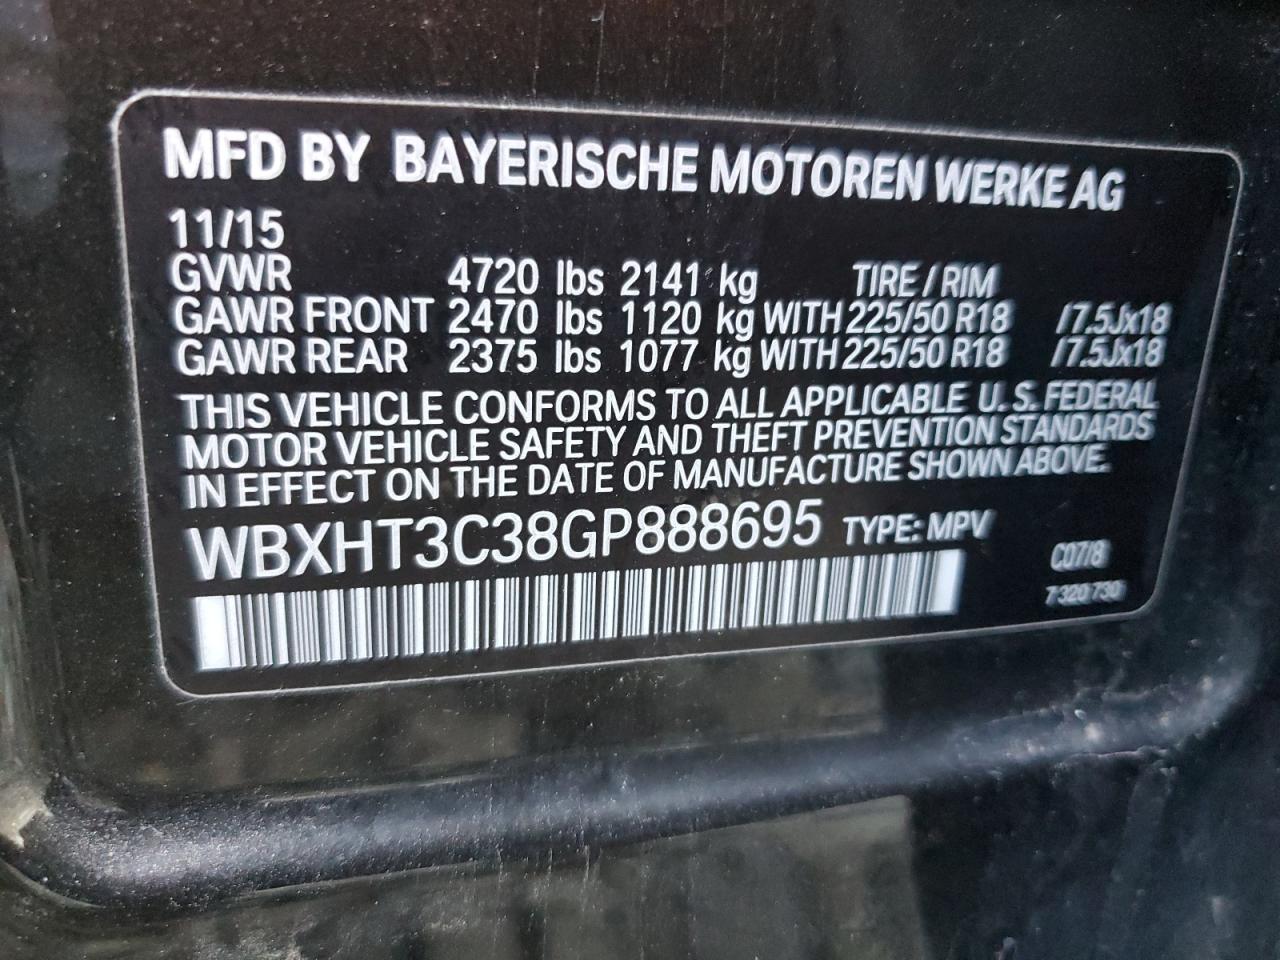 MFD BY BAYERISCHE MOTOREN WERKE AG
11/15
GVWR 4720 lbs 2141 kg TIRE / RIM
GAWR FRONT 2470 lbs 1120 kg WITH 225/50 R18 /7.5Jx18
GAWR REAR 2375 lbs 1077 kg WITH 225/50 R18 /7.5Jx18
THIS VEHICLE CONFORMS TO ALL APPLICABLE U.S. FEDERAL
MOTOR VEHICLE SAFETY AND THEFT PREVENTION STANDARDS
IN EFFECT ON THE DATE OF MANUFACTURE SHOWN ABOVE.
WBXHT3C38GP888695 TYPE: MPV
C07/8
7 320 730